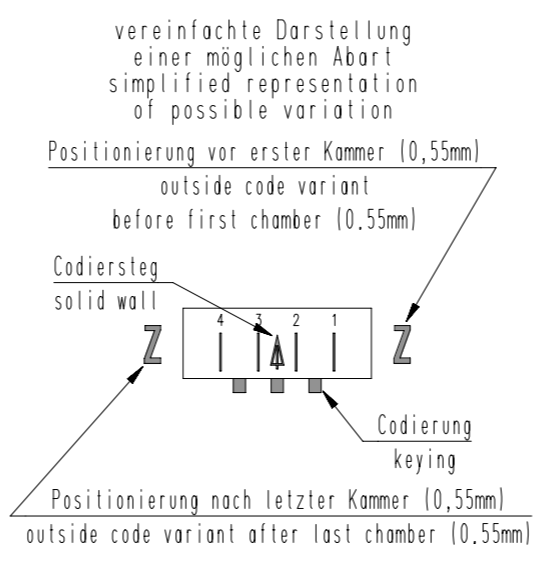 vereinfachte Darstellung
einer möglichen Abart
simplified representation
of possible variation
Positionierung vor erster Kammer (0,55mm)
outside code variant
before first chamber (0.55mm)
Codiersteg
solid wall
4 3 2 1
Z Z
Codierung
keying
Positionierung nach letzter Kammer (0,55mm)
outside code variant after last chamber (0.55mm)